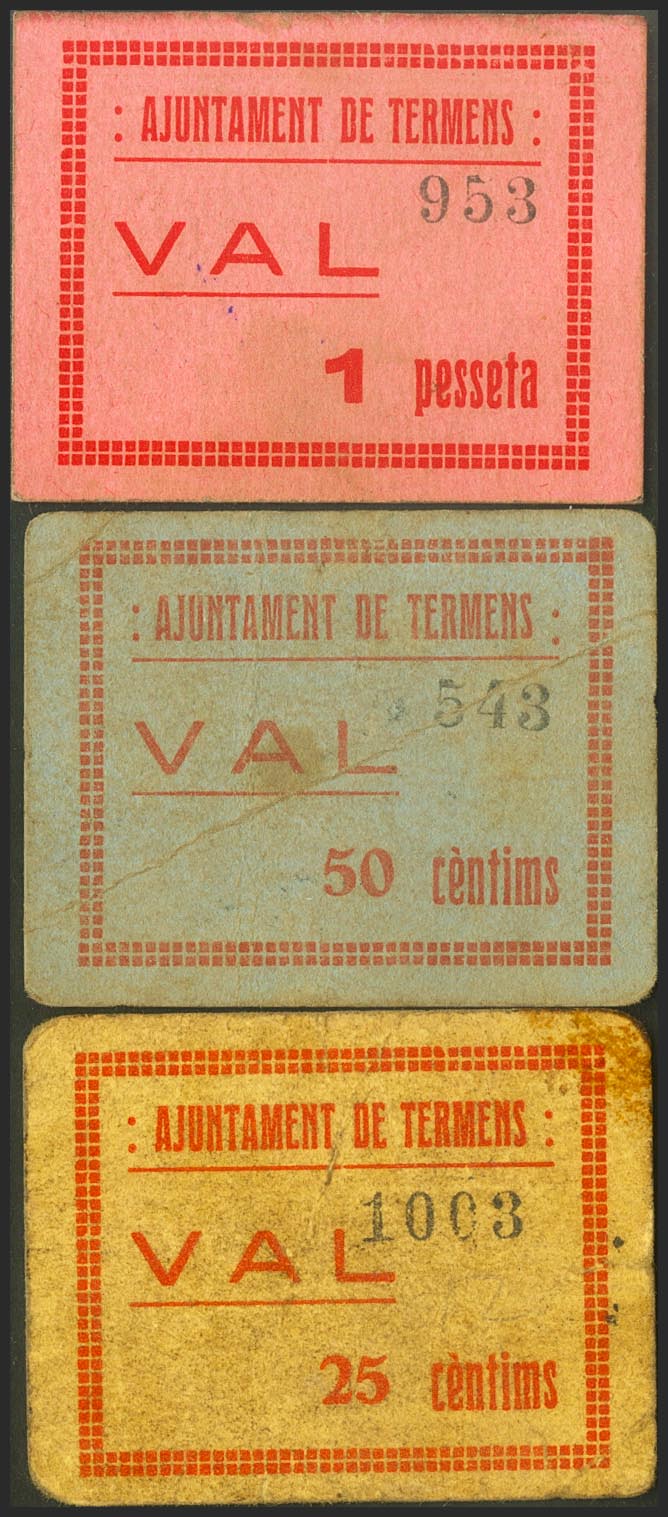 : AJUNTAMENT DE TERMENS :
953
VAL
1 pesseta
: AJUNTAMENT DE TERMENS :
543
VAL
50 cèntims
: AJUNTAMENT DE TERMENS :
1003
VAL
25 cèntims